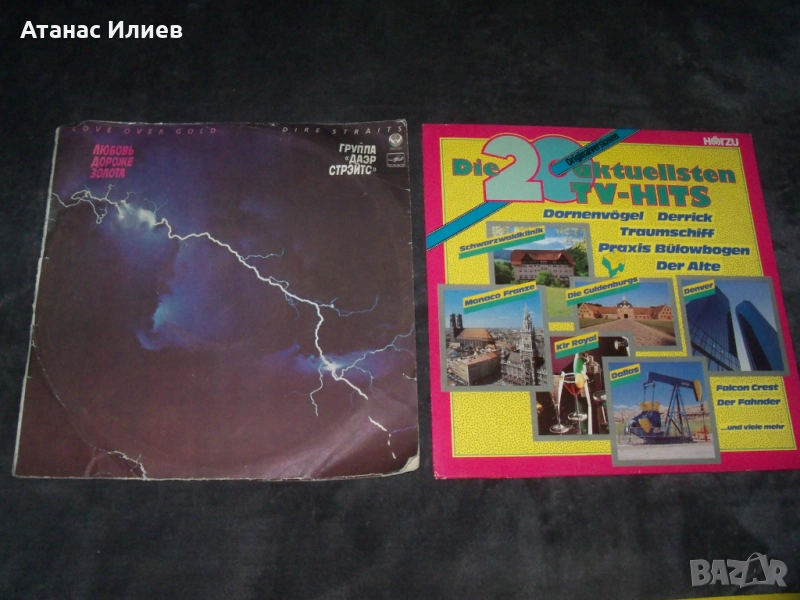 Атанас Илиев
LOVE OVER GOLD
DIRE STRAITS
ЛЮБОВЬ
ДОРОЖЕ
ЗОЛОТА
ГРУППА
«ДАЭР
СТРЭЙТС»
HÖRZU
Die 20 aktuellsten
TV-HITS
Originalversionen
Dornenvögel Derrick
Traumschiff
Praxis Bülowbogen
Der Alte
Schwarzwaldklinik
Monaco Franze
Die Guldenburgs
Denver
Kir Royal
Dallas
Falcon Crest
Der Fahnder
...und viele mehr
BAZAR